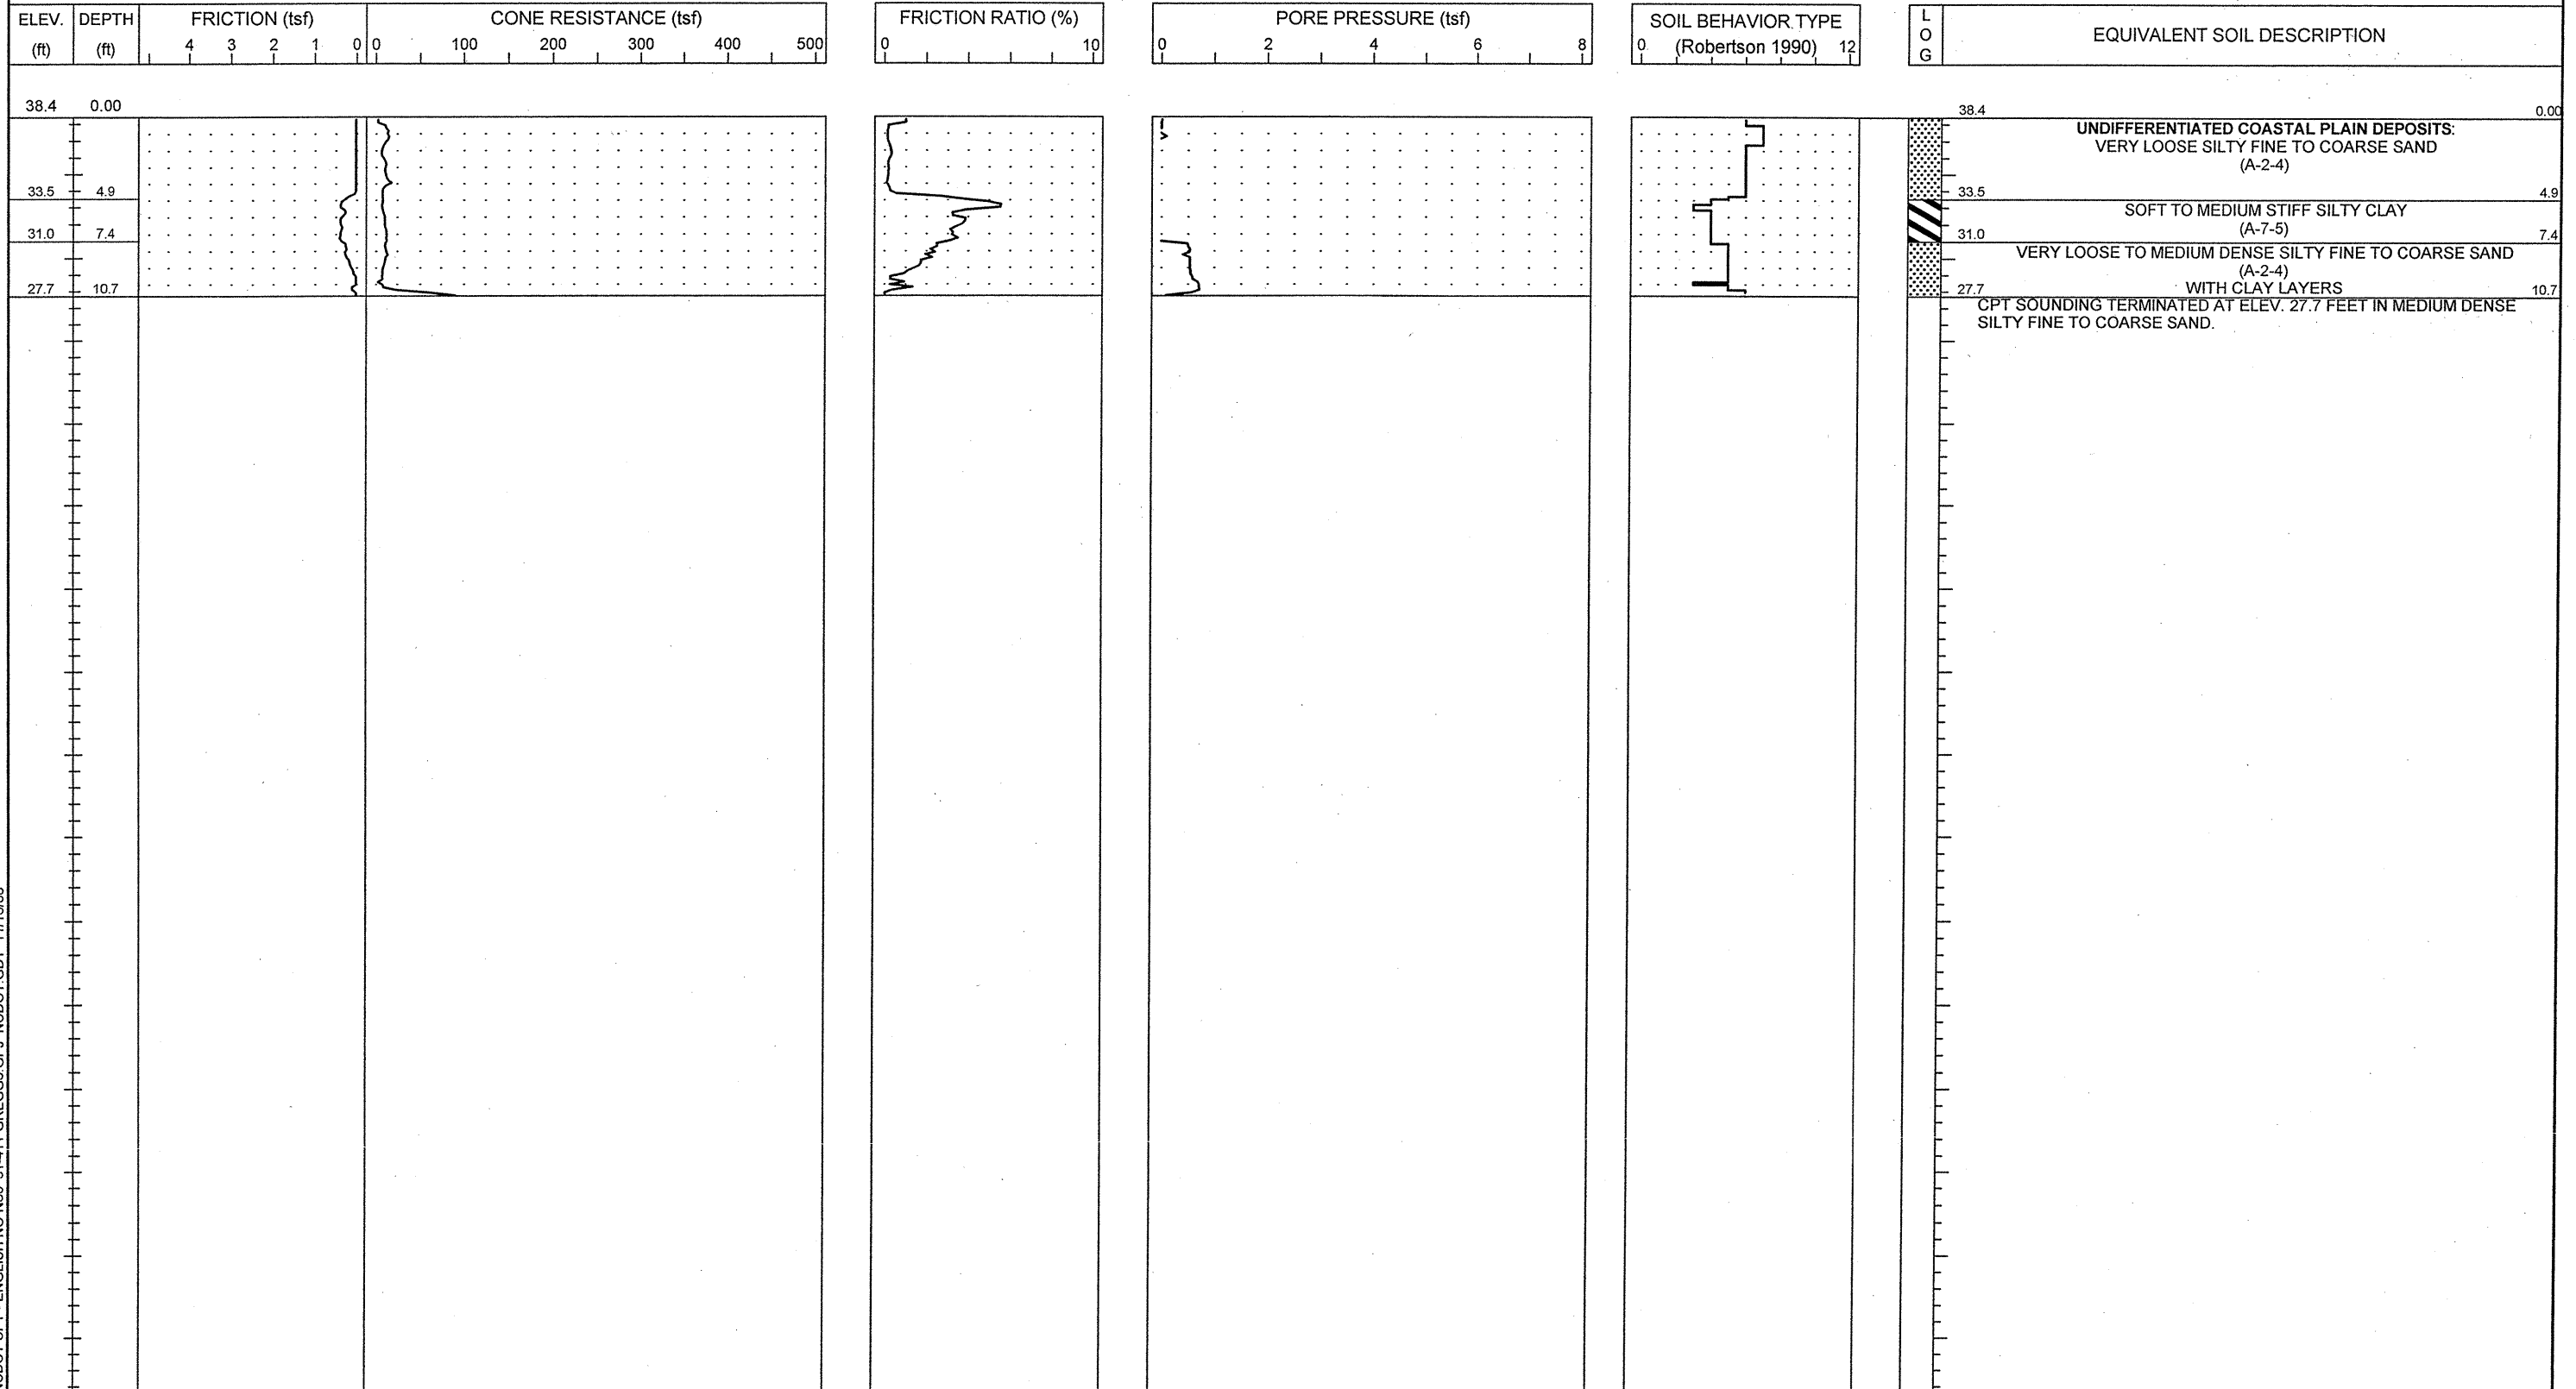 ELEV. DEPTH FRICTION (tsf) CONE RESISTANCE (tsf) FRICTION RATIO (%) PORE PRESSURE (tsf) SOIL BEHAVIOR TYPE L
(ft) (ft) 4 3 2 1 0 0 100 200 300 400 500 0 10 0 2 4 6 8 0 (Robertson 1990) 12 O EQUIVALENT SOIL DESCRIPTION
G
38.4 0.00 38.4 0.00
UNDIFFERENTIATED COASTAL PLAIN DEPOSITS:
VERY LOOSE SILTY FINE TO COARSE SAND
(A-2-4)
33.5 4.9 33.5 4.9
SOFT TO MEDIUM STIFF SILTY CLAY
(A-7-5)
31.0 7.4 31.0 7.4
VERY LOOSE TO MEDIUM DENSE SILTY FINE TO COARSE SAND
(A-2-4)
WITH CLAY LAYERS
27.7 10.7 27.7 10.7
CPT SOUNDING TERMINATED AT ELEV. 27.7 FEET IN MEDIUM DENSE
SILTY FINE TO COARSE SAND.